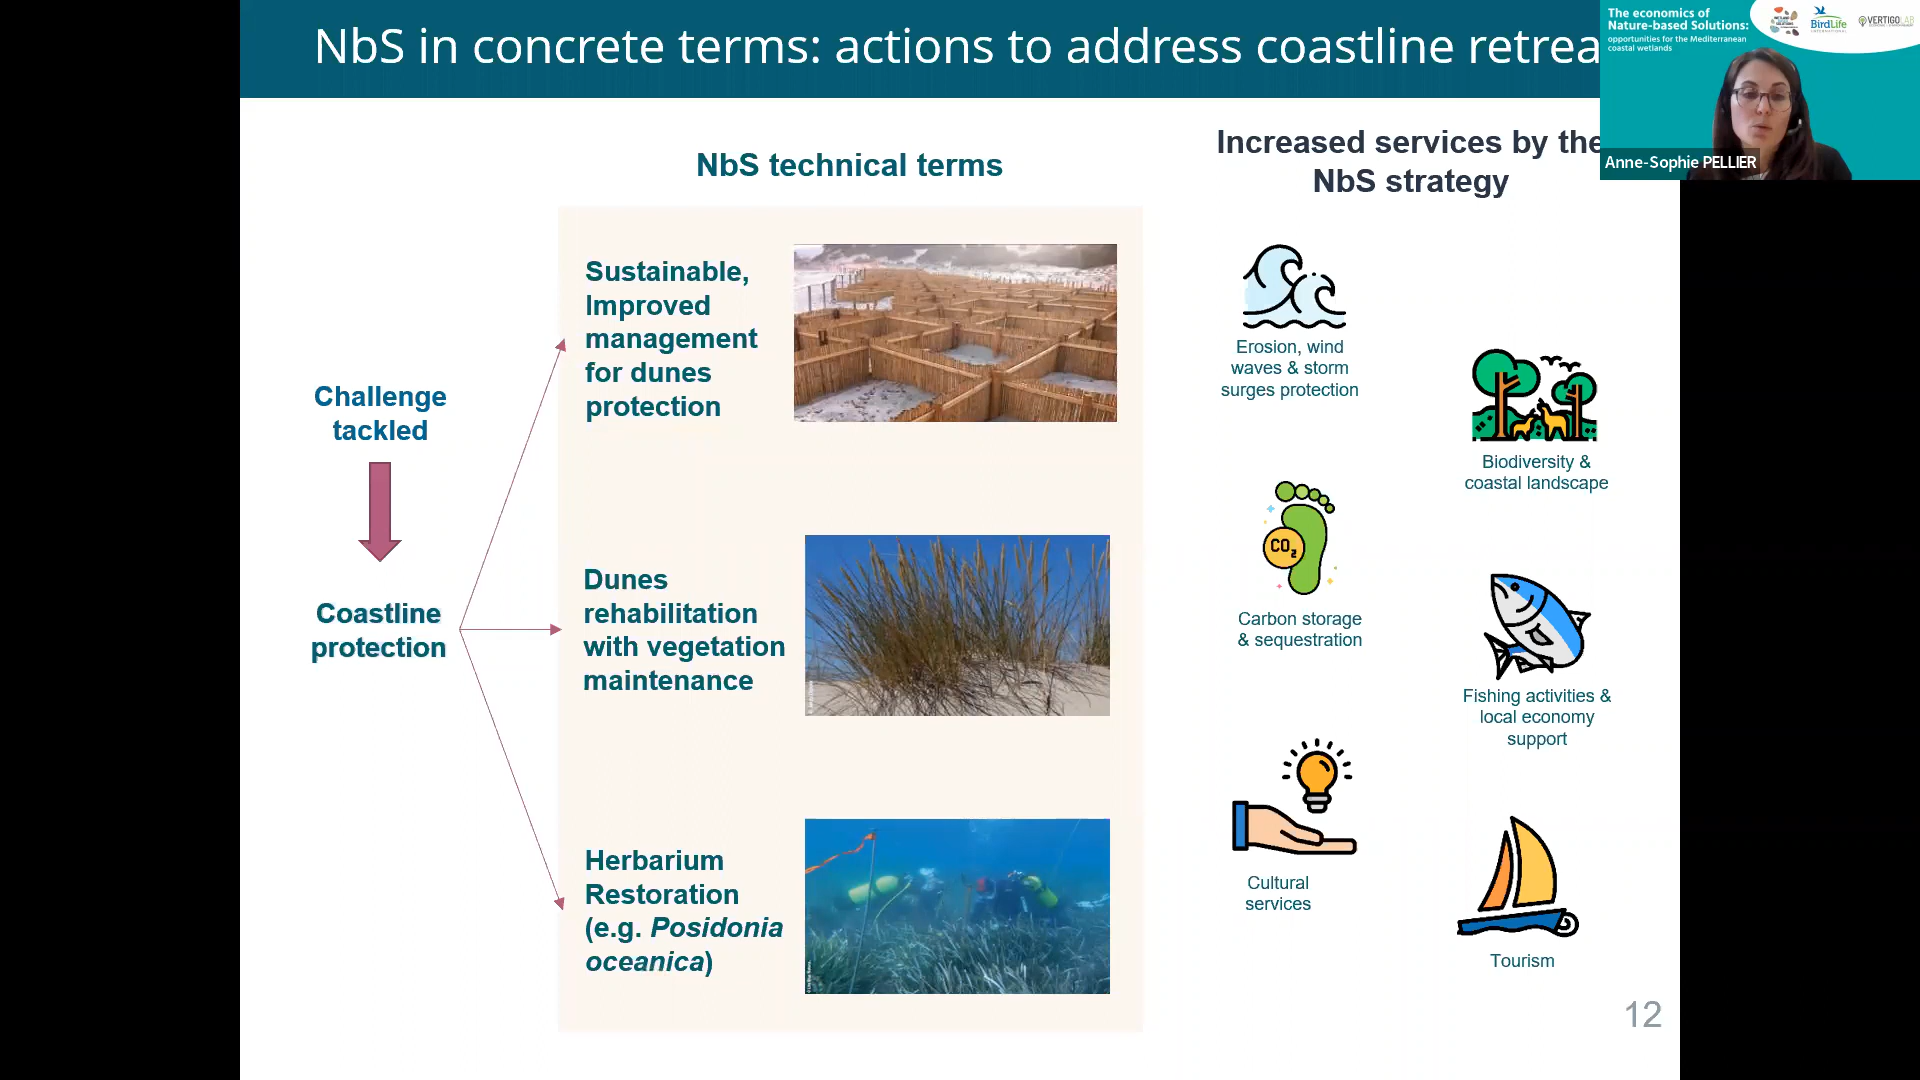 NbS in concrete terms: actions to address coastline retrea
The economics of
Nature-based Solutions:
opportunities for the Mediterranean
coastal wetlands
BirdLife
INTERNATIONAL
VERTIGOLAB
Anne-Sophie PELLIER
NbS technical terms
Increased services by the
NbS strategy
Challenge
tackled
Coastline
protection
Sustainable,
Improved
management
for dunes
protection
Dunes
rehabilitation
with vegetation
maintenance
Herbarium
Restoration
(e.g. Posidonia
oceanica)
Erosion, wind
waves & storm
surges protection
Biodiversity &
coastal landscape
CO2
Carbon storage
& sequestration
Fishing activities &
local economy
support
Cultural
services
Tourism
12